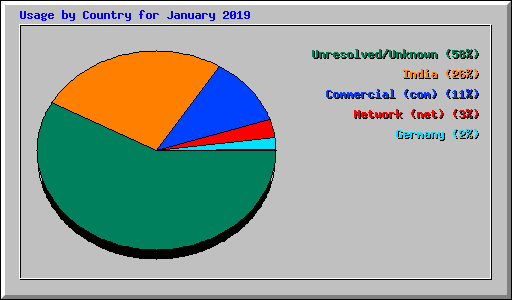 Usage by Country for January 2019
Unresolved/Unknown (58%)
India (26%)
Commercial (com) (11%)
Network (net) (3%)
Germany (2%)